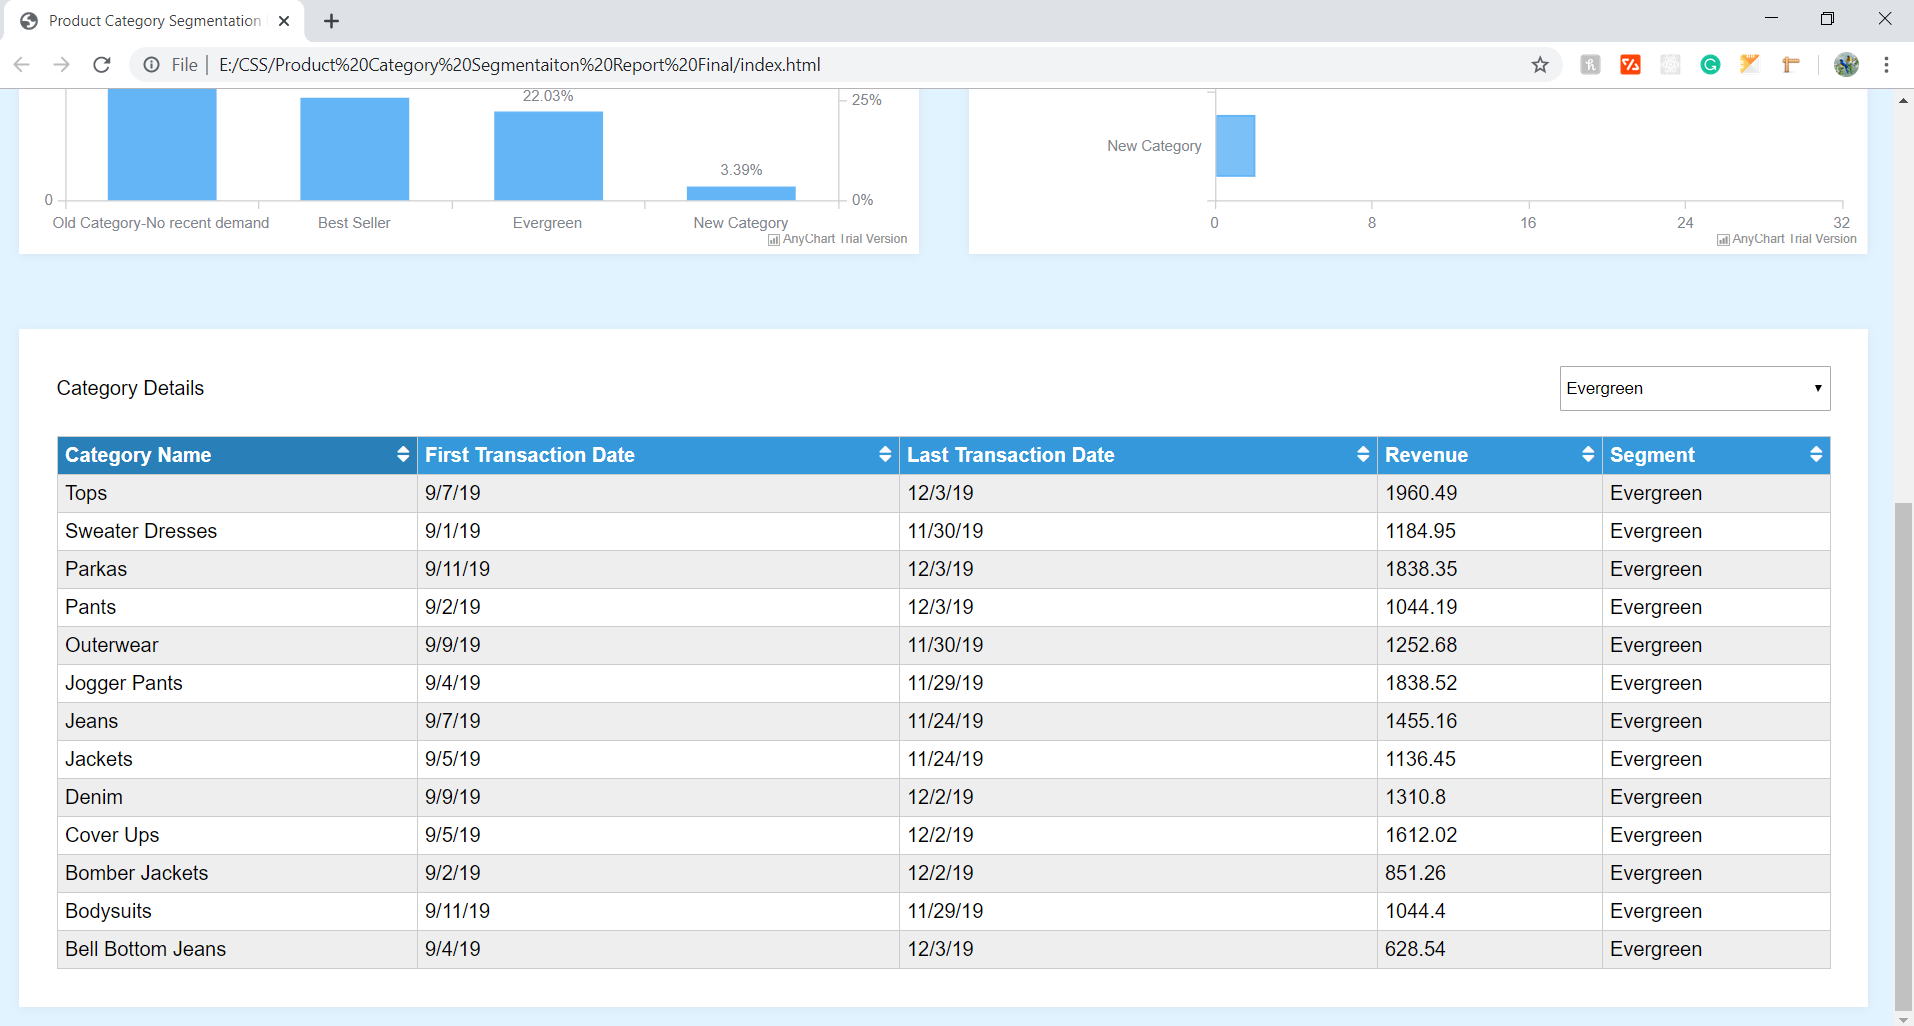 Product Category Segmentation
File E:/CSS/Product%20Category%20Segmentaiton%20Report%20Final/index.html
22.03%
25%
3.39%
0
0%
Old Category-No recent demand Best Seller Evergreen New Category
AnyChart Trial Version
New Category
0 8 16 24 32
AnyChart Trial Version
Category Details
Evergreen
Category Name First Transaction Date Last Transaction Date Revenue Segment
Tops 9/7/19 12/3/19 1960.49 Evergreen
Sweater Dresses 9/1/19 11/30/19 1184.95 Evergreen
Parkas 9/11/19 12/3/19 1838.35 Evergreen
Pants 9/2/19 12/3/19 1044.19 Evergreen
Outerwear 9/9/19 11/30/19 1252.68 Evergreen
Jogger Pants 9/4/19 11/29/19 1838.52 Evergreen
Jeans 9/7/19 11/24/19 1455.16 Evergreen
Jackets 9/5/19 11/24/19 1136.45 Evergreen
Denim 9/9/19 12/2/19 1310.8 Evergreen
Cover Ups 9/5/19 12/2/19 1612.02 Evergreen
Bomber Jackets 9/2/19 12/2/19 851.26 Evergreen
Bodysuits 9/11/19 11/29/19 1044.4 Evergreen
Bell Bottom Jeans 9/4/19 12/3/19 628.54 Evergreen